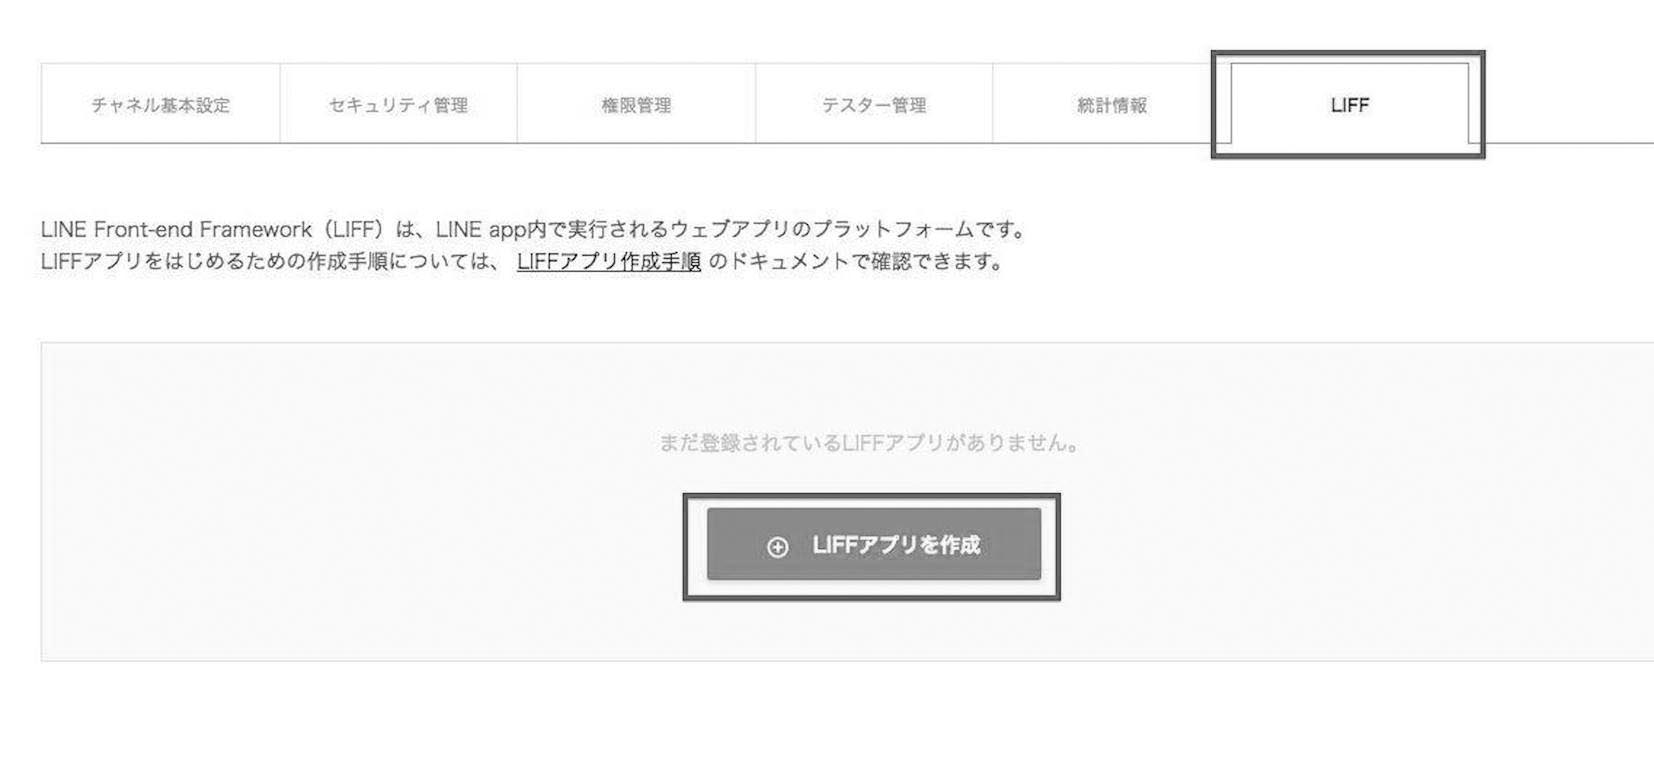 チャネル基本設定 セキュリティ管理 権限管理 テスター管理 統計情報 LIFF
LINE Front-end Framework（LIFF）は、LINE app内で実行されるウェブアプリのプラットフォームです。
LIFFアプリをはじめるための作成手順については、 LIFFアプリ作成手順 のドキュメントで確認できます。
まだ登録されているLIFFアプリがありません。
LIFFアプリを作成